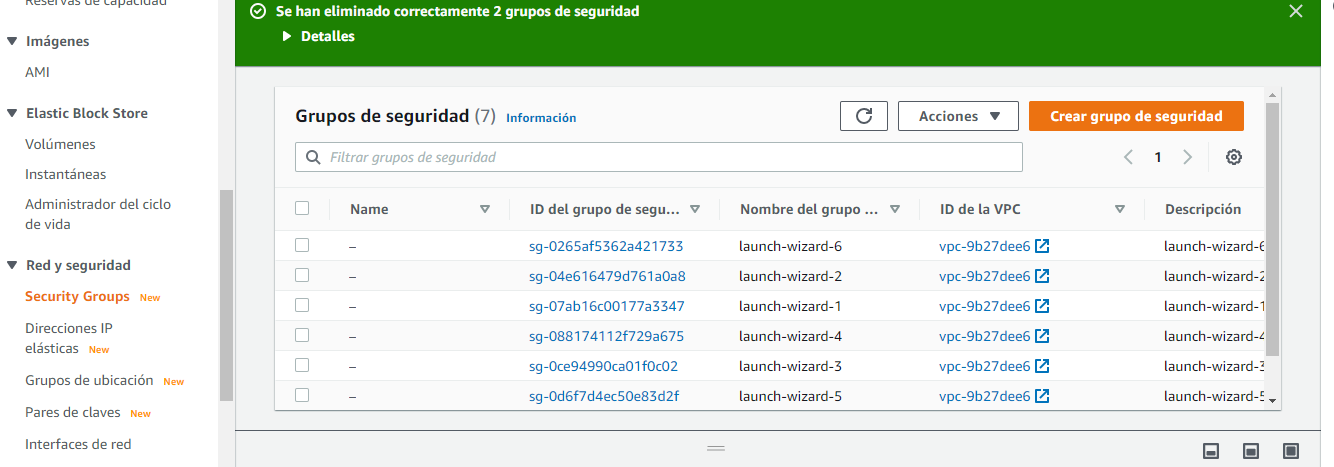 Reservas de capacidad
Imágenes
AMI
Elastic Block Store
Volúmenes
Instantáneas
Administrador del ciclo
de vida
Red y seguridad
Security Groups New
Direcciones IP
elásticas New
Grupos de ubicación New
Pares de claves New
Interfaces de red
Se han eliminado correctamente 2 grupos de seguridad
Detalles
Grupos de seguridad (7) Información
Acciones
Crear grupo de seguridad
Filtrar grupos de seguridad
1
Name ID del grupo de segu... Nombre del grupo ... ID de la VPC Descripción
– sg-0265af5362a421733 launch-wizard-6 vpc-9b27dee6 launch-wizard-6
– sg-04e616479d761a0a8 launch-wizard-2 vpc-9b27dee6 launch-wizard-2
– sg-07ab16c00177a3347 launch-wizard-1 vpc-9b27dee6 launch-wizard-1
– sg-088174112f729a675 launch-wizard-4 vpc-9b27dee6 launch-wizard-4
– sg-0ce94990ca01f0c02 launch-wizard-3 vpc-9b27dee6 launch-wizard-3
– sg-0d6f7d4ec50e83d2f launch-wizard-5 vpc-9b27dee6 launch-wizard-5